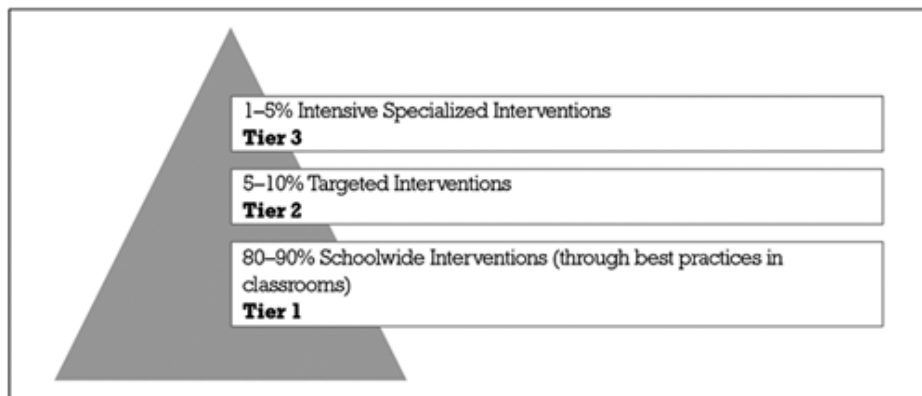 1–5% Intensive Specialized Interventions
Tier 3
5–10% Targeted Interventions
Tier 2
80–90% Schoolwide Interventions (through best practices in
classrooms)
Tier 1